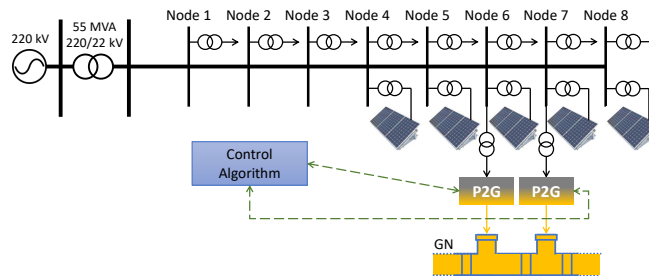 220 kV
55 MVA
220/22 kV
Node 1
Node 2
Node 3
Node 4
Node 5
Node 6
Node 7
Node 8
Control
Algorithm
P2G
P2G
GN